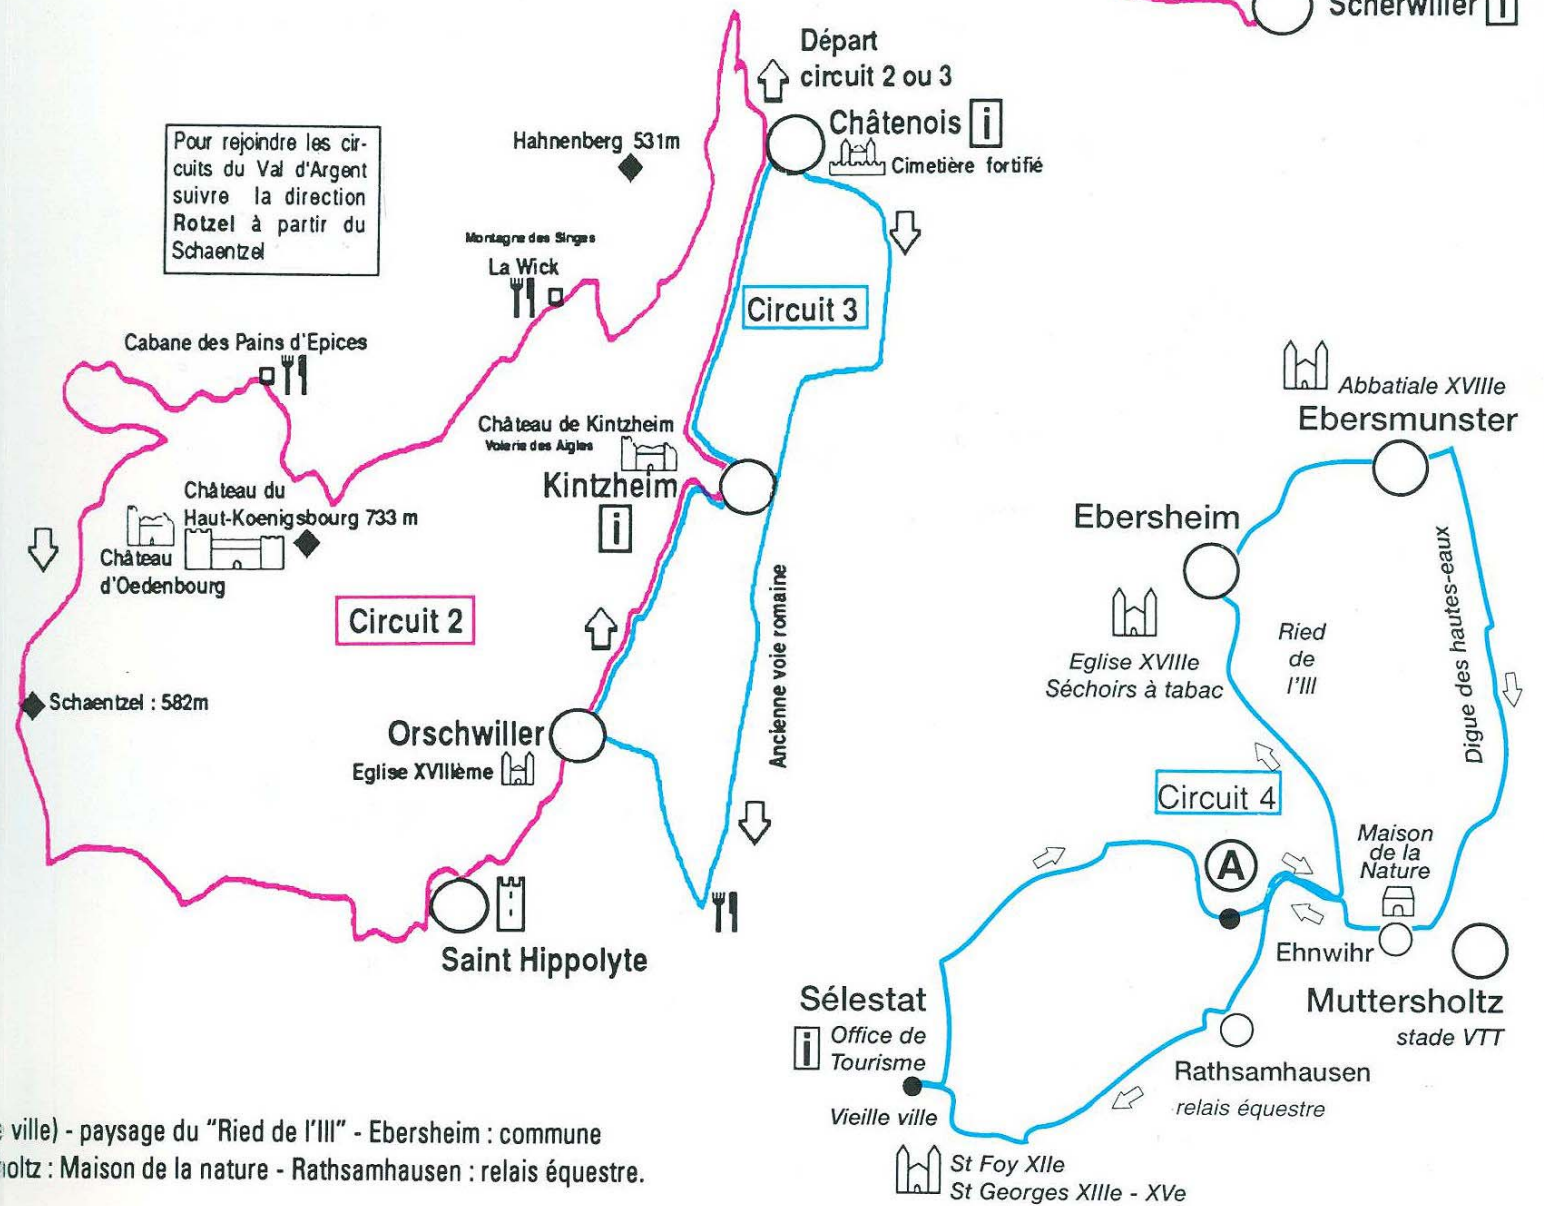 Scherwiller i
Départ
circuit 2 ou 3
Châtenois i
Cimetière fortifié
Hahnenberg 531m
Pour rejoindre les cir-
cuits du Val d'Argent
suivre la direction
Rotzel à partir du
Schaentzel
Montagne des Singes
La Wick
Circuit 3
Cabane des Pains d'Epices
Château de Kintzheim
Volerie des Aigles
Kintzheim
i
Château du
Haut-Koenigsbourg 733 m
Château
d'Oedenbourg
Circuit 2
Schaentzel : 582m
Ancienne voie romaine
Orschwiller
Eglise XVIIIème
Saint Hippolyte
Abbatiale XVIIIe
Ebersmunster
Ebersheim
Eglise XVIIIe
Séchoirs à tabac
Ried
de
l'Ill
Digue des hautes-eaux
Circuit 4
A
Maison
de la
Nature
Ehnwihr
Muttersholtz
stade VTT
Sélestat
i Office de
Tourisme
Vieille ville
Rathsamhausen
relais équestre
St Foy XIIe
St Georges XIIIe - XVe
ville) - paysage du "Ried de l'Ill" - Ebersheim : commune
oltz : Maison de la nature - Rathsamhausen : relais équestre.